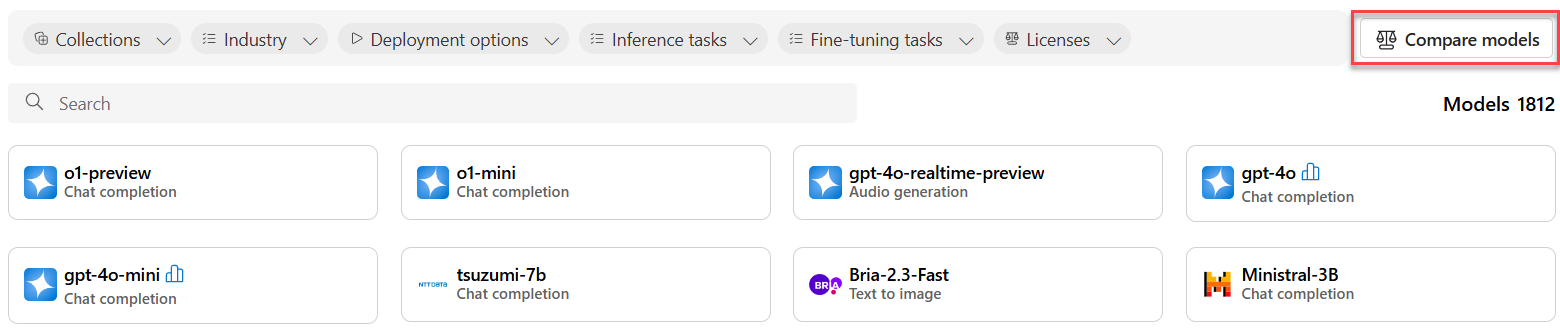 Collections Industry Deployment options Inference tasks Fine-tuning tasks Licenses Compare models
Search Models 1812
o1-preview o1-mini gpt-4o-realtime-preview gpt-4o
Chat completion Chat completion Audio generation Chat completion
gpt-4o-mini NTT DATA tsuzumi-7b BRIA Bria-2.3-Fast Ministral-3B
Chat completion Chat completion Text to image Chat completion